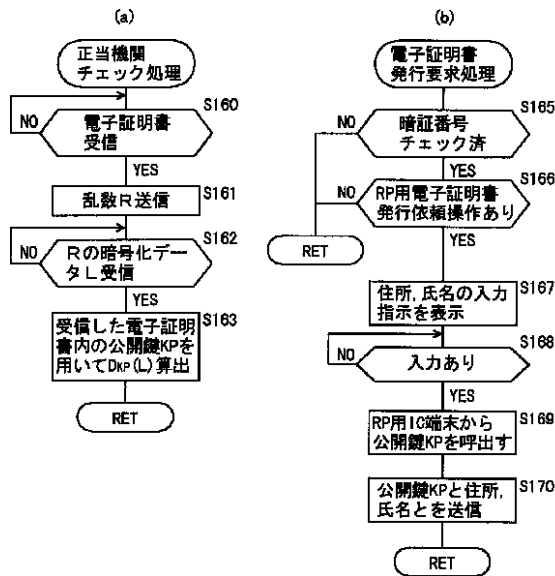 (a)
正当機関
チェック処理
S160
電子証明書
受信
NO
YES
乱数R送信
S161
S162
Rの暗号化デー
タL受信
NO
YES
受信した電子証明
書内の公開鍵KPを
用いてDKP(L)算出
S163
RET
(b)
電子証明書
発行要求処理
S165
暗証番号
チェック済
NO
YES
S166
RP用電子証明書
発行依頼操作あり
NO
YES
RET
住所,氏名の入力
指示を表示
S167
S168
入力あり
NO
YES
RP用IC端末から
公開鍵KPを呼出す
S169
公開鍵KPと住所,
氏名とを送信
S170
RET